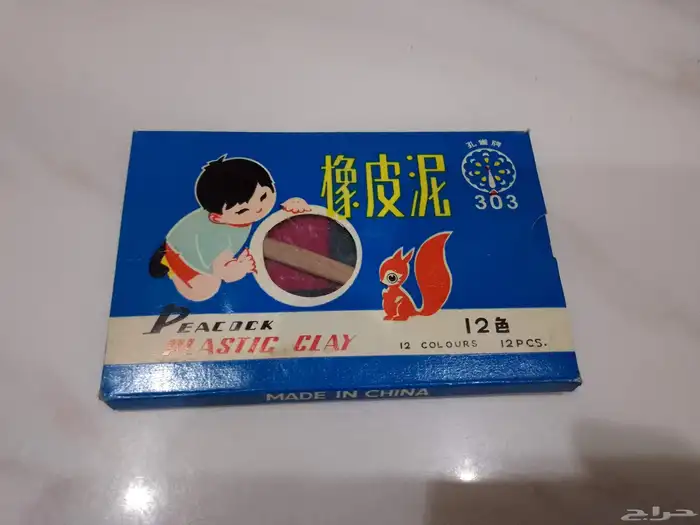 橡皮泥
孔雀牌
303
PEACOCK
PLASTIC CLAY
12色
12 COLOURS 12PCS.
MADE IN CHINA
حراج